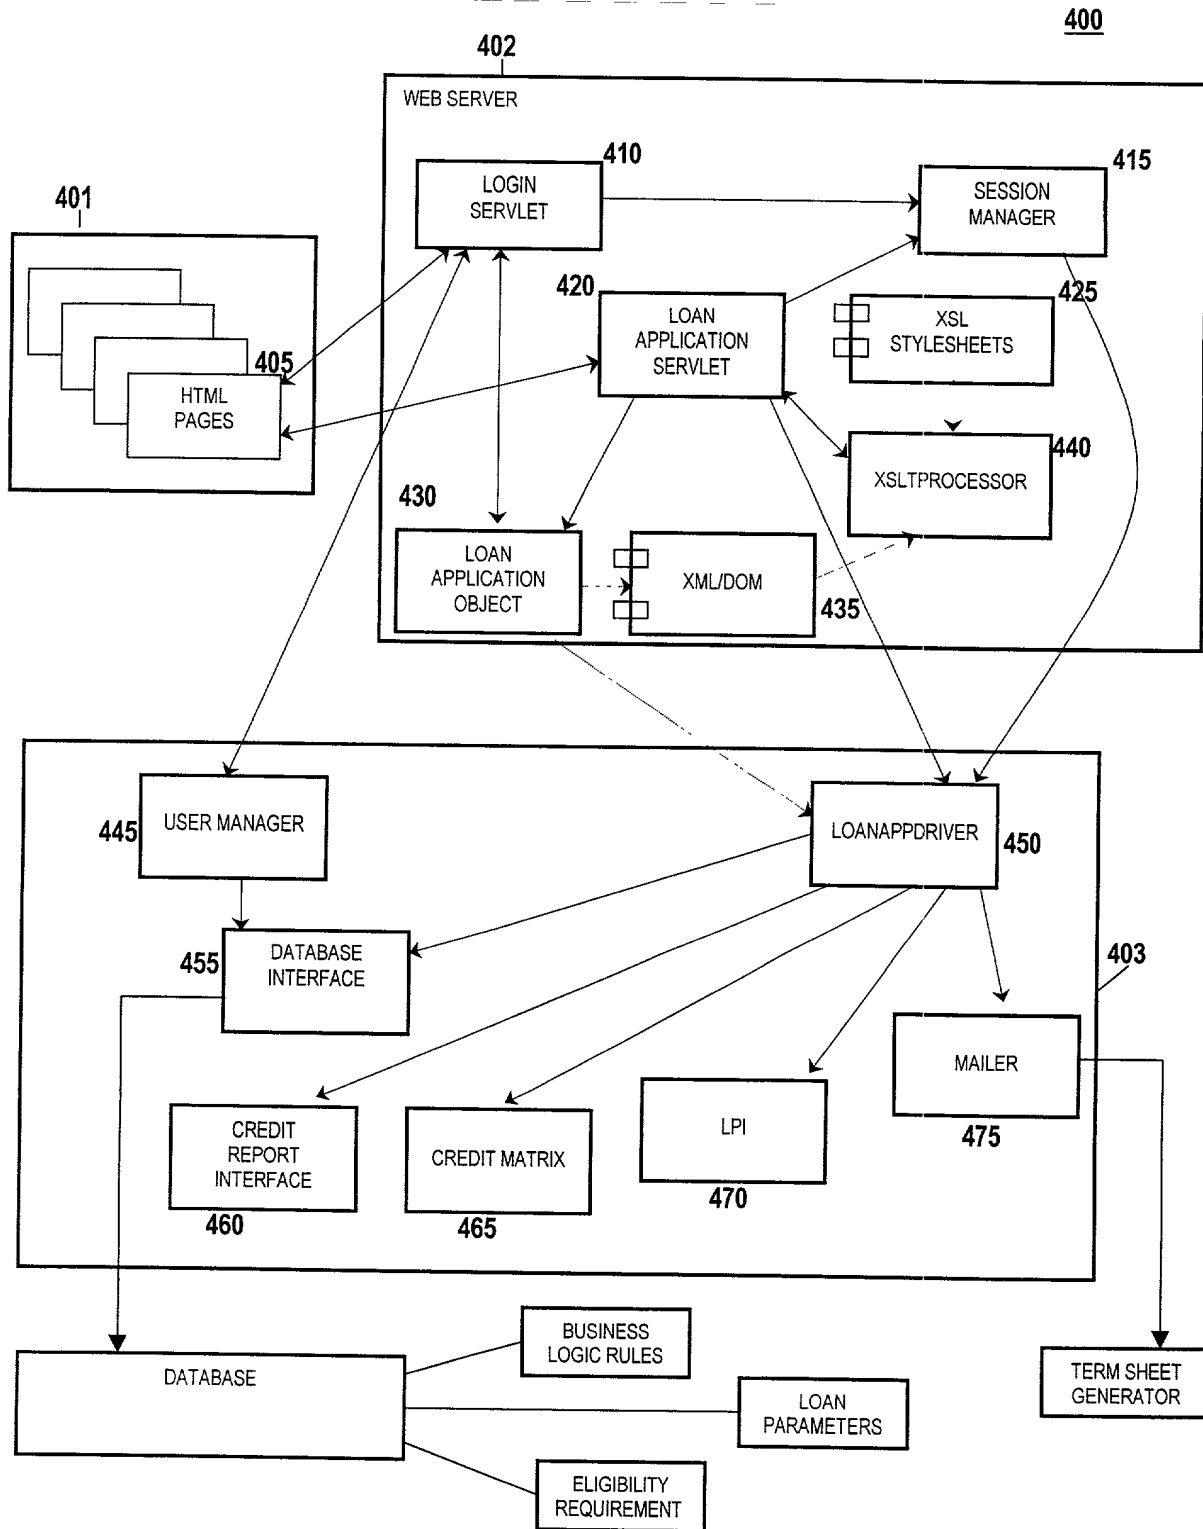 400
402
WEB SERVER
410
LOGIN
SERVLET
415
SESSION
MANAGER
401
405
HTML
PAGES
420
LOAN
APPLICATION
SERVLET
425
XSL
STYLESHEETS
440
XSLTPROCESSOR
430
LOAN
APPLICATION
OBJECT
XML/DOM
435
445
USER MANAGER
LOANAPPDRIVER
450
455
DATABASE
INTERFACE
403
MAILER
475
CREDIT
REPORT
INTERFACE
460
CREDIT MATRIX
465
LPI
470
DATABASE
BUSINESS
LOGIC RULES
LOAN
PARAMETERS
ELIGIBILITY
REQUIREMENT
TERM SHEET
GENERATOR